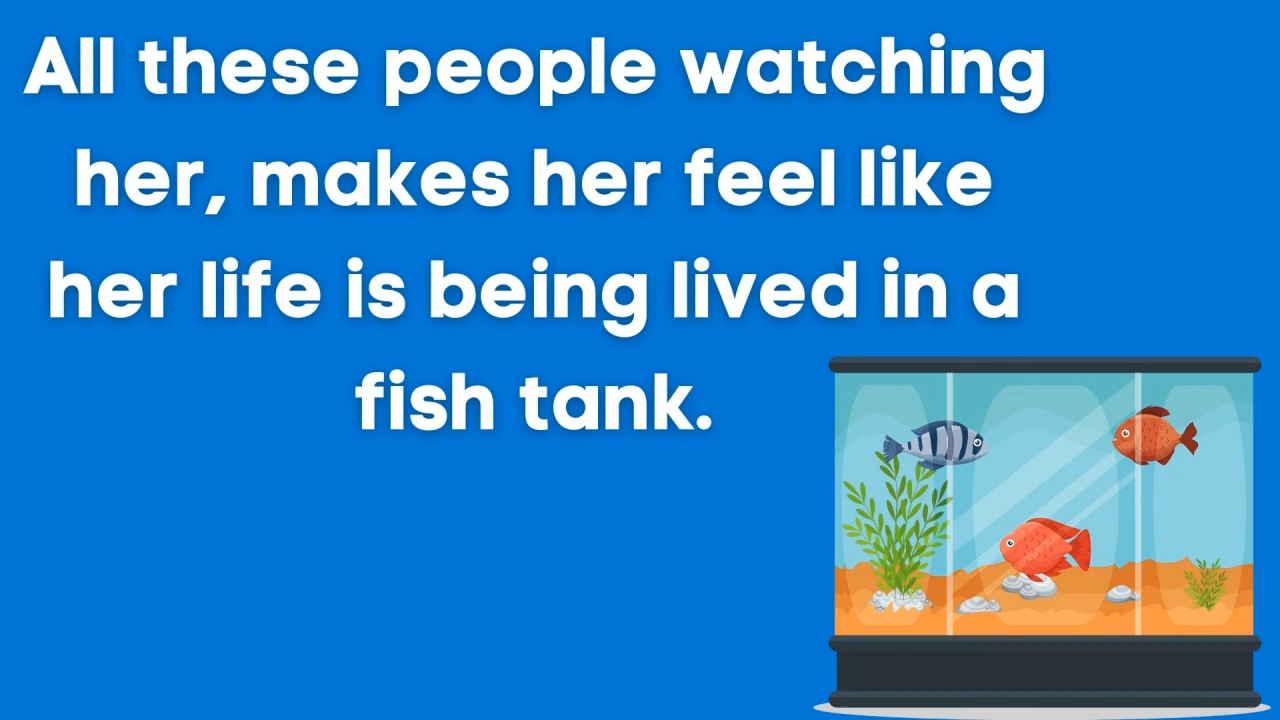 All these people watching
her, makes her feel like
her life is being lived in a
fish tank.